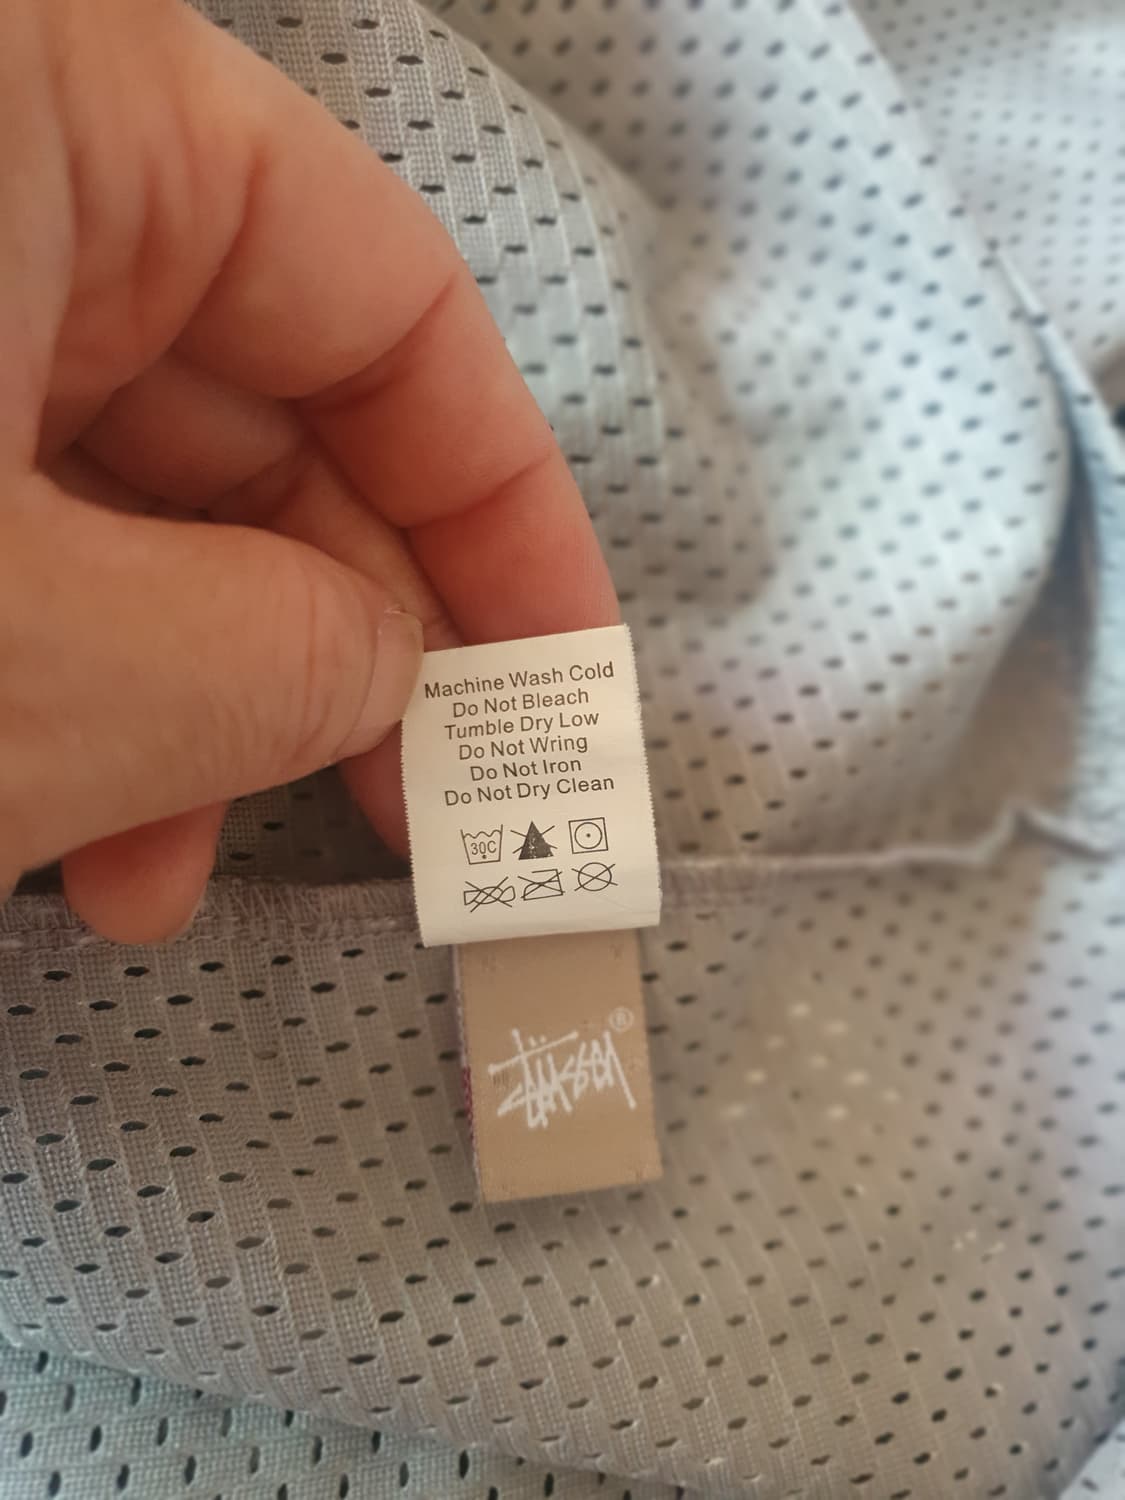 Machine Wash Cold
Do Not Bleach
Tumble Dry Low
Do Not Wring
Do Not Iron
Do Not Dry Clean
30C
Stüssy ®